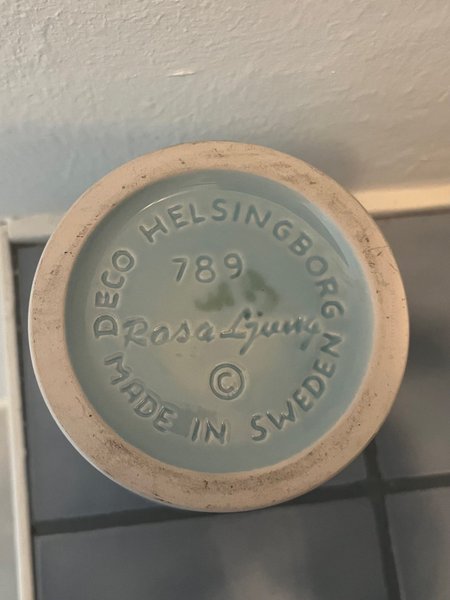 DECO HELSINGBORG
789
Rosa Ljung
©
MADE IN SWEDEN